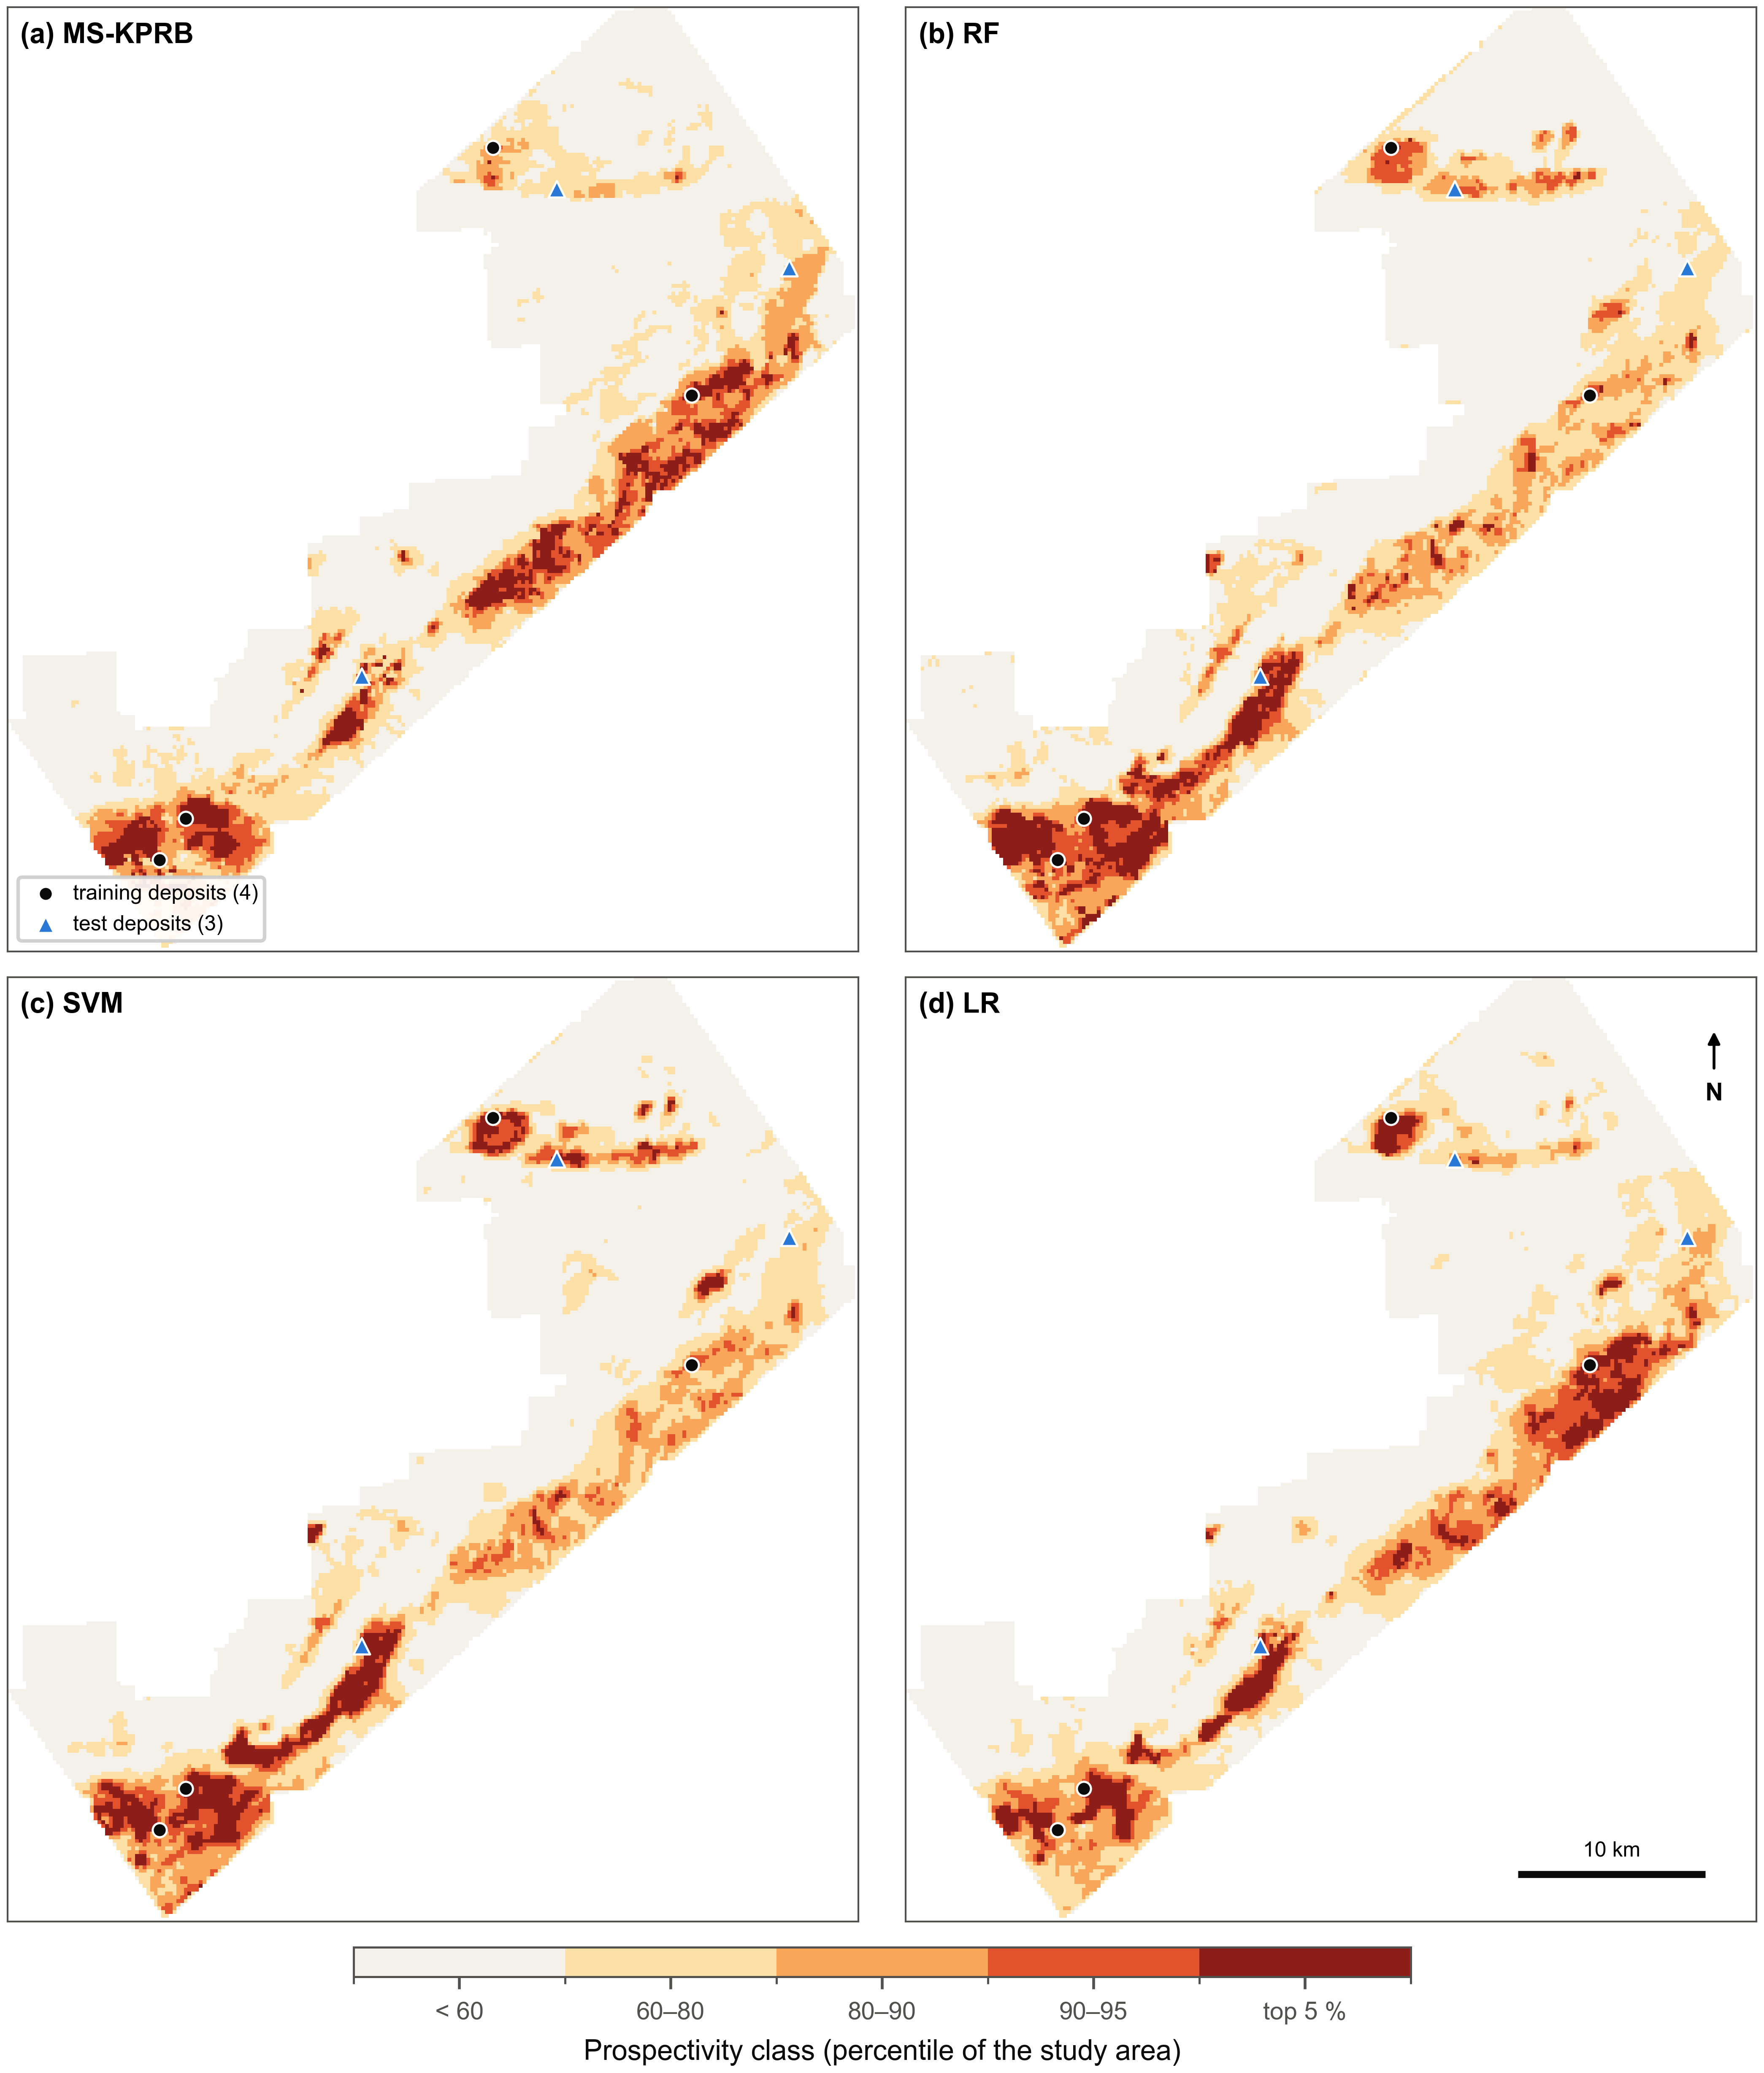 (a) MS-KPRB
(b) RF
training deposits (4)
test deposits (3)
(c) SVM
(d) LR
N
10 km
< 60
60–80
80–90
90–95
top 5 %
Prospectivity class (percentile of the study area)